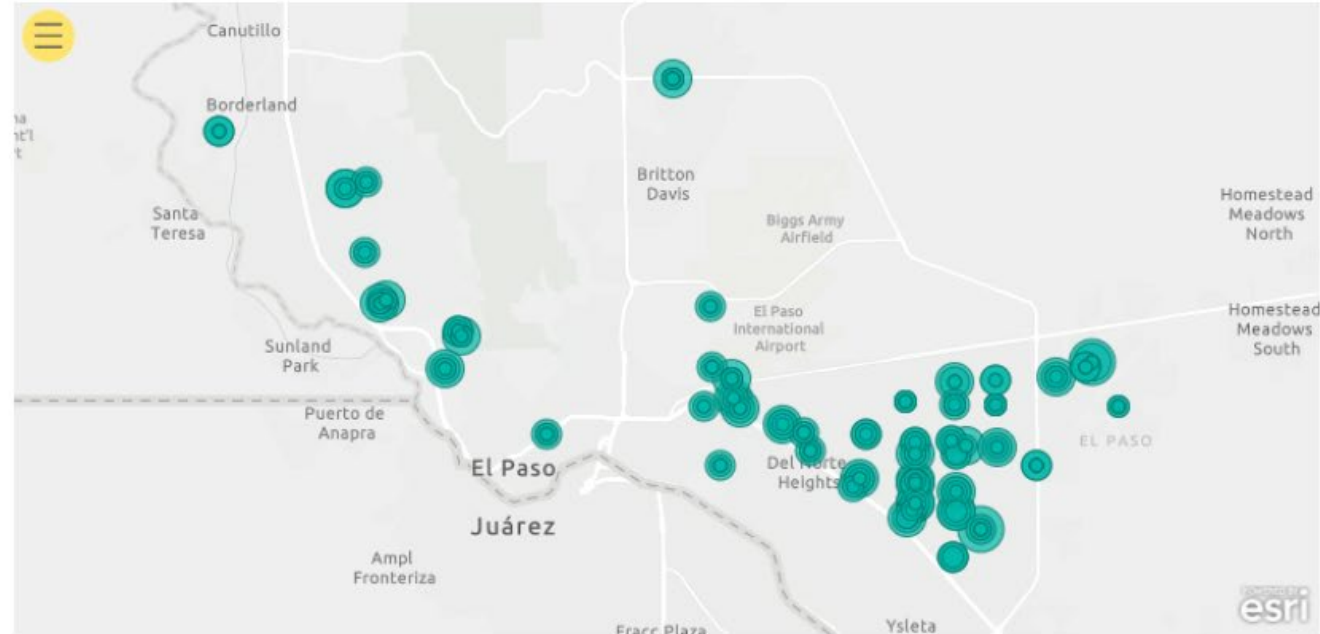 Canutillo
Borderland
Britton
Davis
Santa
Teresa
Biggs Army
Airfield
Homestead
Meadows
North
El Paso
International
Airport
Homestead
Meadows
South
Sunland
Park
Puerto de
Anapra
EL PASO
El Paso
Del Norte
Heights
Juárez
Ampl
Fronteriza
esri
Ysleta
Fracc Plaza